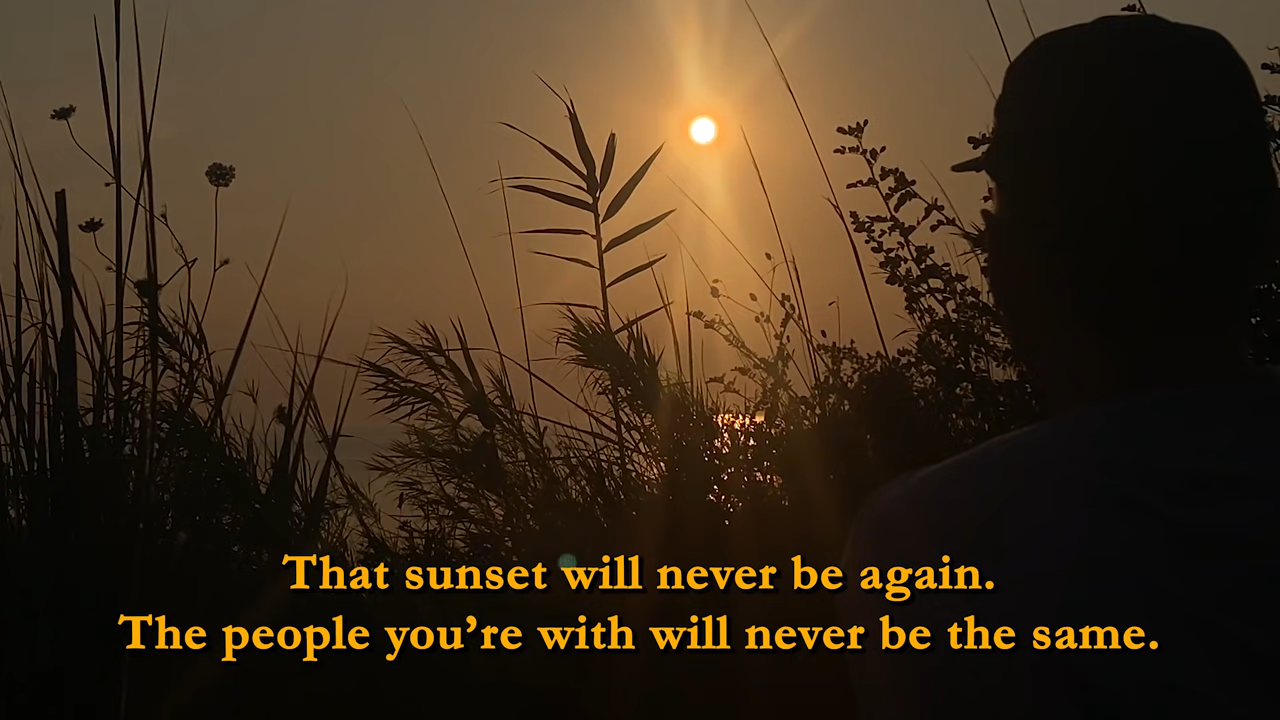 That sunset will never be again.
The people you’re with will never be the same.